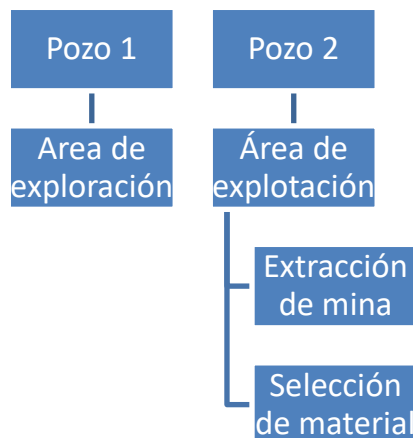 Pozo 1
Area de
exploración
Pozo 2
Área de
explotación
Extracción
de mina
Selección
de material